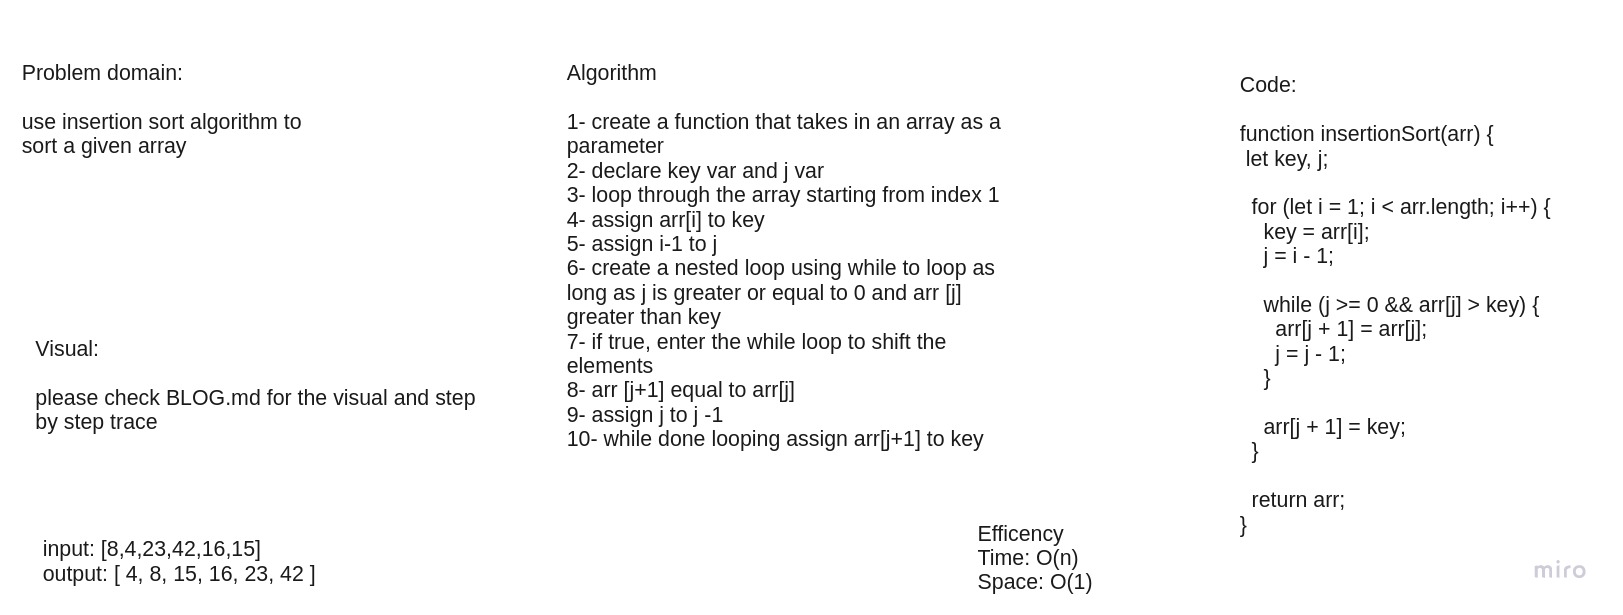 Problem domain:
use insertion sort algorithm to
sort a given array
Visual:
please check BLOG.md for the visual and step
by step trace
input: [8,4,23,42,16,15]
output: [ 4, 8, 15, 16, 23, 42 ]
Algorithm
1- create a function that takes in an array as a
parameter
2- declare key var and j var
3- loop through the array starting from index 1
4- assign arr[i] to key
5- assign i-1 to j
6- create a nested loop using while to loop as
long as j is greater or equal to 0 and arr [j]
greater than key
7- if true, enter the while loop to shift the
elements
8- arr [j+1] equal to arr[j]
9- assign j to j -1
10- while done looping assign arr[j+1] to key
Efficency
Time: O(n)
Space: O(1)
Code:
function insertionSort(arr) {
let key, j;
for (let i = 1; i < arr.length; i++) {
key = arr[i];
j = i - 1;
while (j >= 0 && arr[j] > key) {
arr[j + 1] = arr[j];
j = j - 1;
}
arr[j + 1] = key;
}
return arr;
}
miro